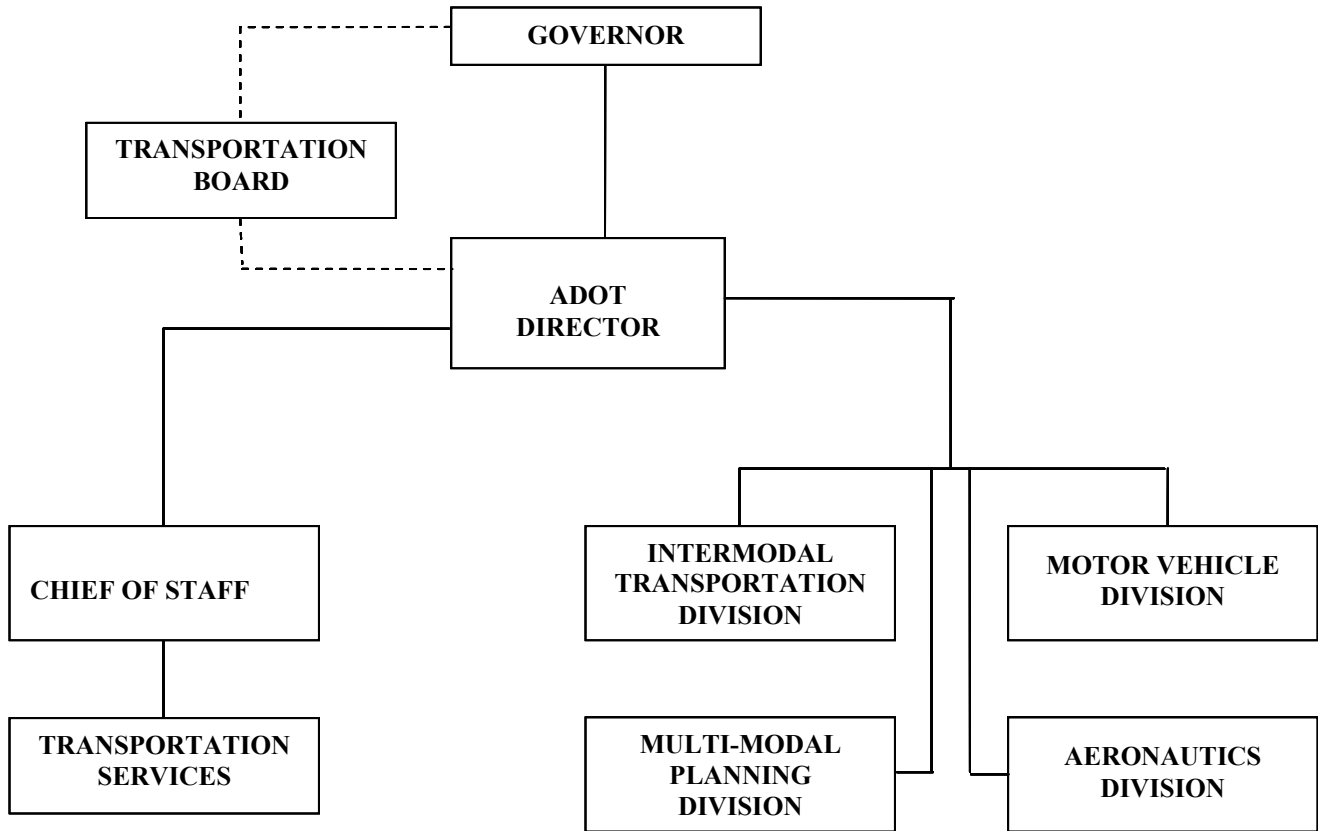 GOVERNOR
TRANSPORTATION
BOARD
ADOT
DIRECTOR
CHIEF OF STAFF
INTERMODAL
TRANSPORTATION
DIVISION
MOTOR VEHICLE
DIVISION
TRANSPORTATION
SERVICES
MULTI-MODAL
PLANNING
DIVISION
AERONAUTICS
DIVISION